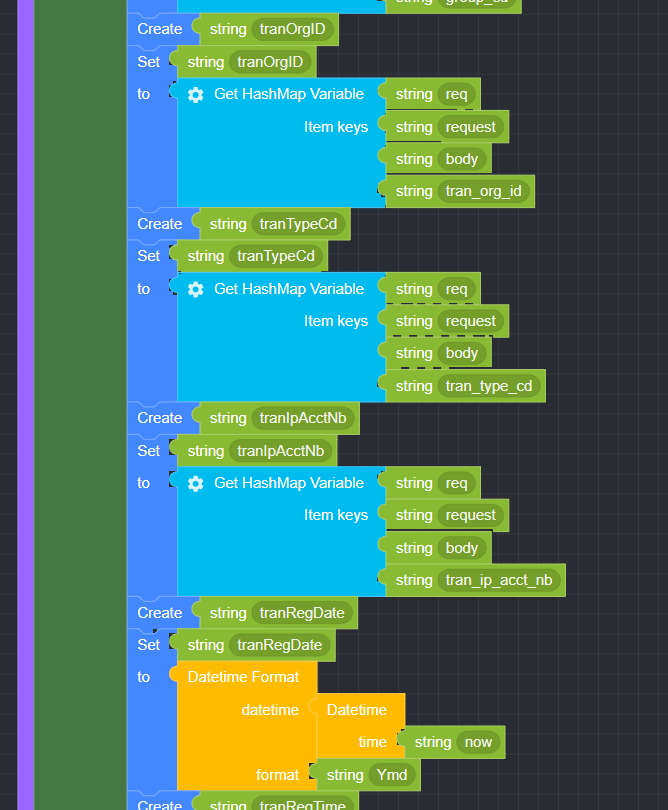 group_cd
Create string tranOrgID
Set string tranOrgID
to Get HashMap Variable string req
Item keys string request
string body
string tran_org_id
Create string tranTypeCd
Set string tranTypeCd
to Get HashMap Variable string req
Item keys string request
string body
string tran_type_cd
Create string tranIpAcctNb
Set string tranIpAcctNb
to Get HashMap Variable string req
Item keys string request
string body
string tran_ip_acct_nb
Create string tranRegDate
Set string tranRegDate
to Datetime Format
datetime Datetime
time string now
format string Ymd
Create string tranRegTime